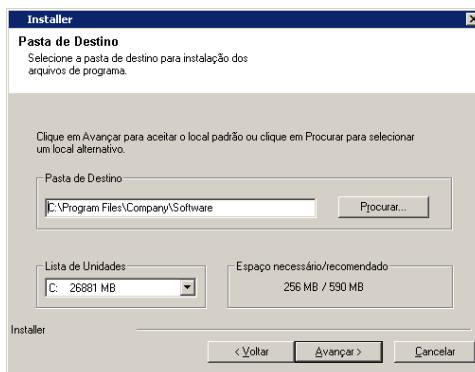 Installer
Pasta de Destino
Selecione a pasta de destino para instalação dos
arquivos de programa.
Clique em Avançar para aceitar o local padrão ou clique em Procurar para selecionar
um local alternativo.
Pasta de Destino
C:\Program Files\Company\Software
Procurar...
Lista de Unidades
C: 26881 MB
Espaço necessário/recomendado
256 MB / 590 MB
Installer
< Voltar
Avançar >
Cancelar